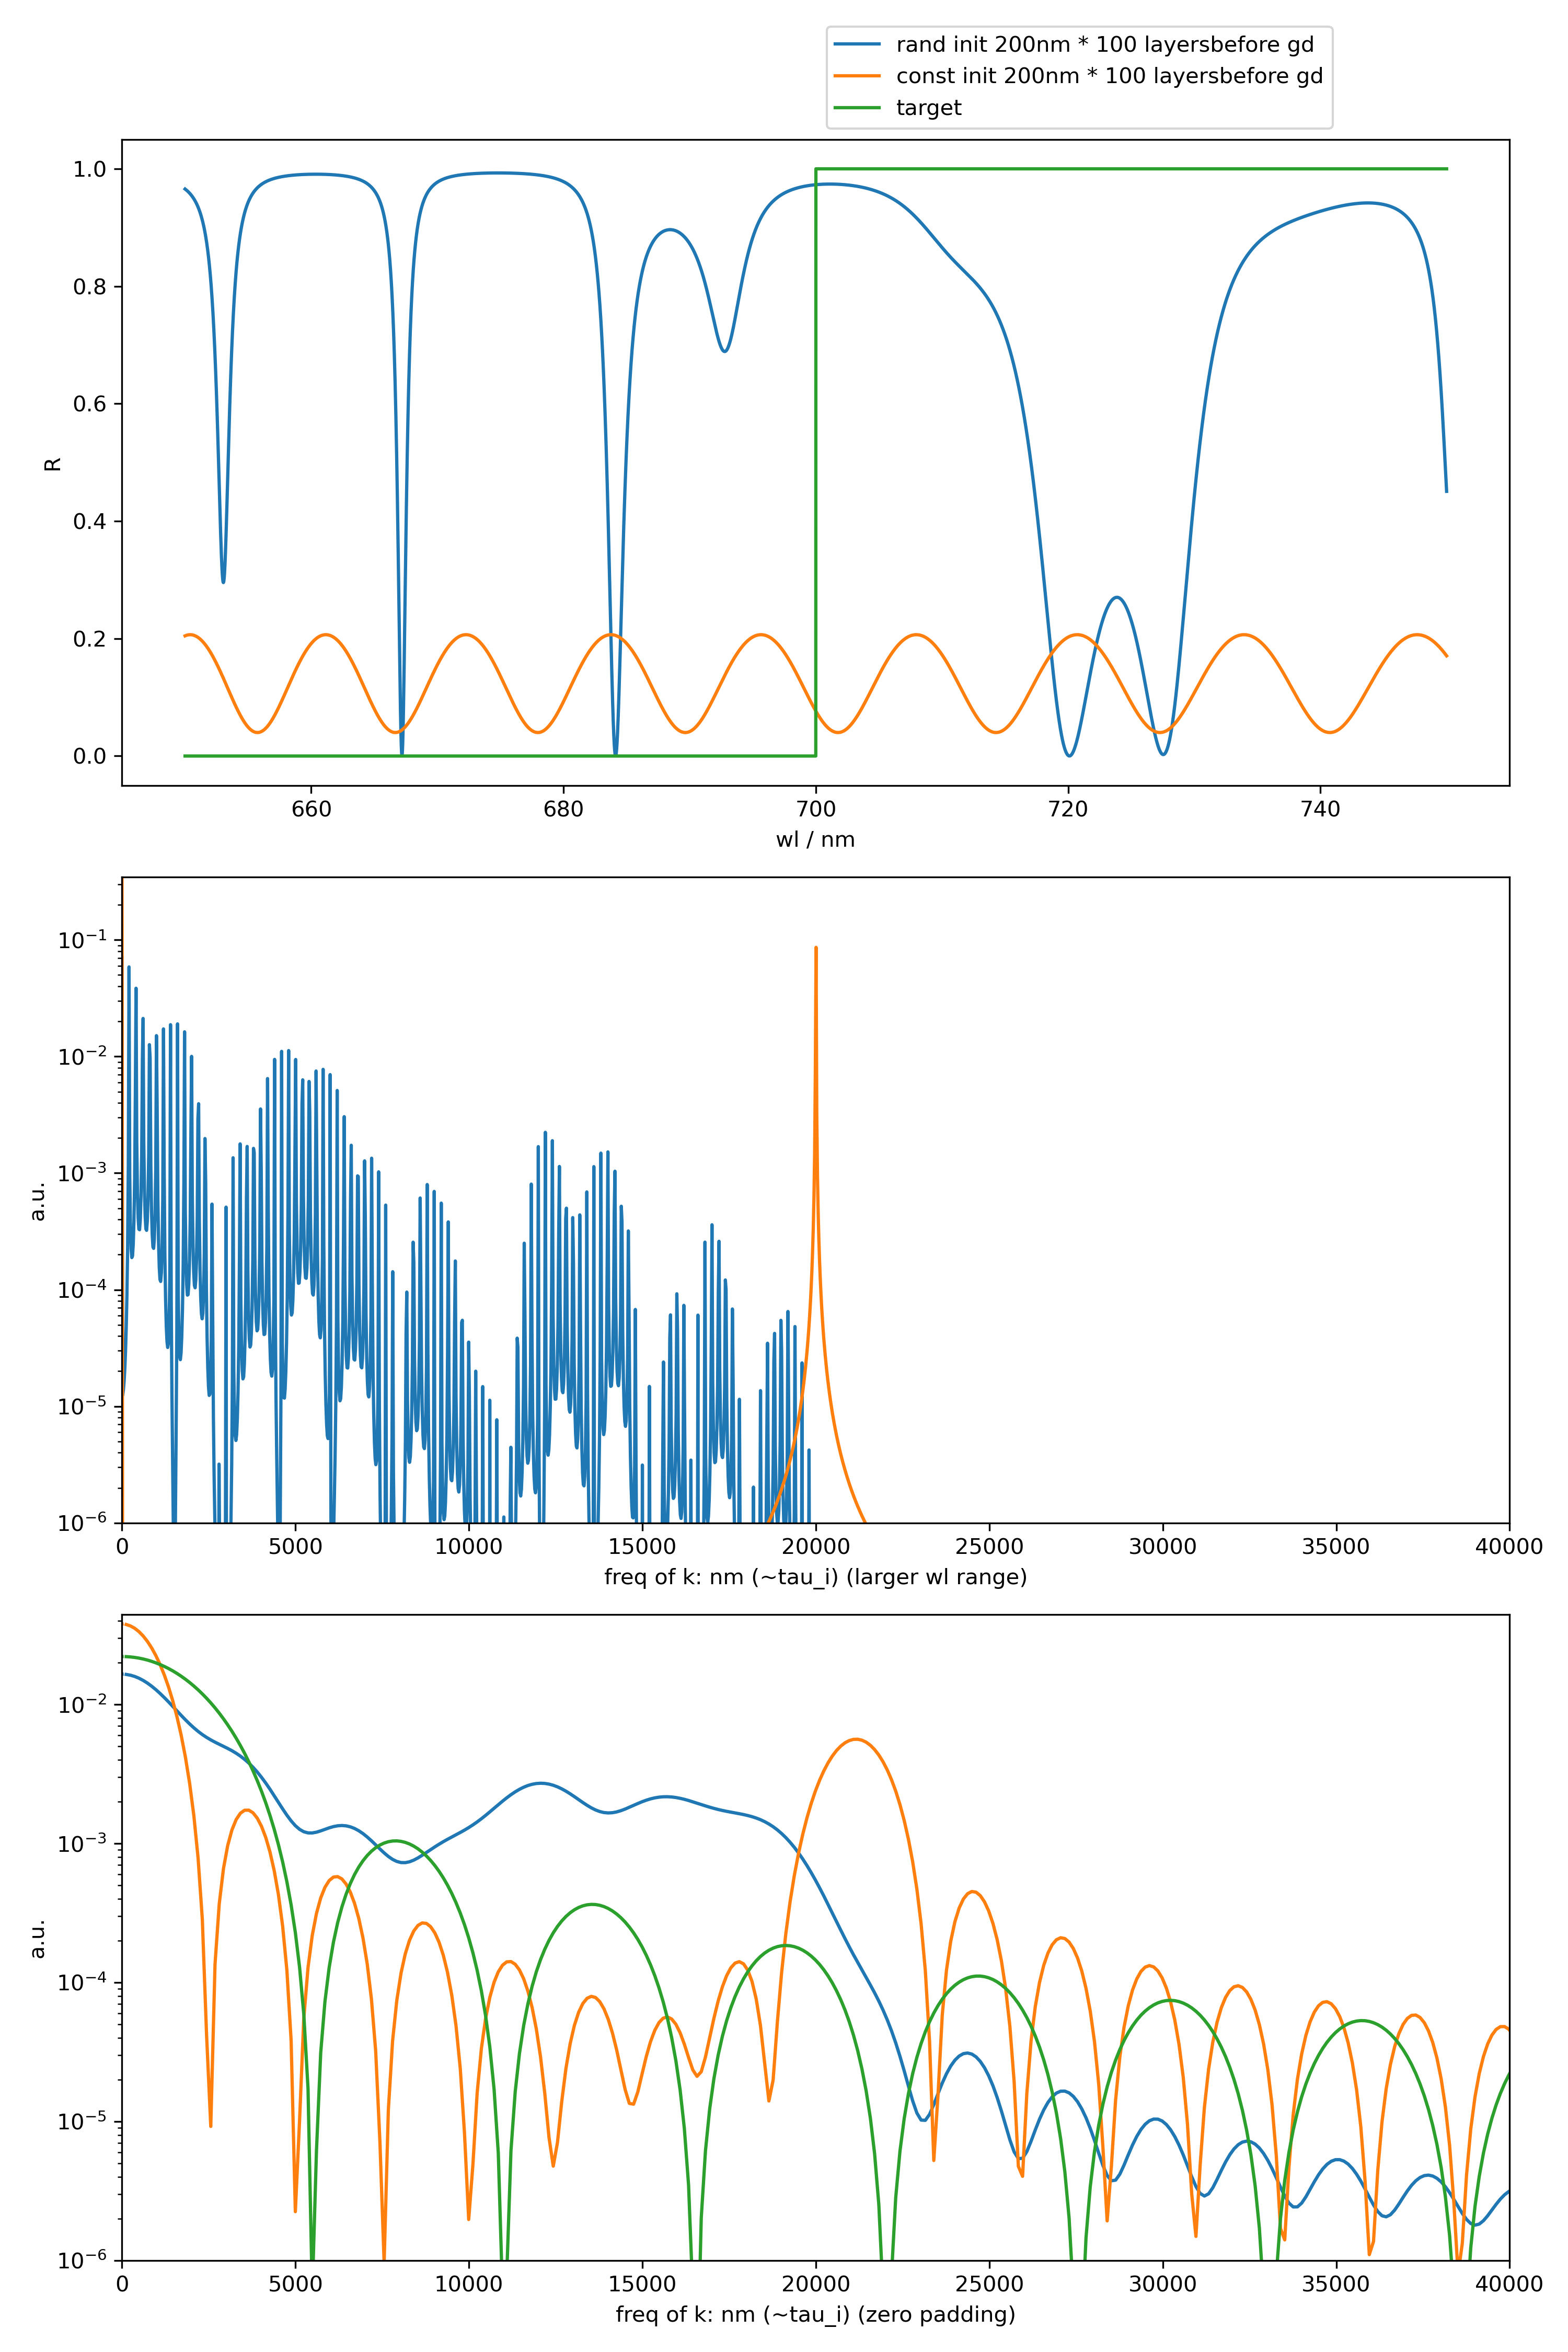 rand init 200nm * 100 layersbefore gd
const init 200nm * 100 layersbefore gd
target
1.0
0.8
0.6
0.4
0.2
0.0
R
660 680 700 720 740
wl / nm
10⁻¹
10⁻²
10⁻³
10⁻⁴
10⁻⁵
10⁻⁶
a.u.
0 5000 10000 15000 20000 25000 30000 35000 40000
freq of k: nm (~tau_i) (larger wl range)
10⁻²
10⁻³
10⁻⁴
10⁻⁵
10⁻⁶
a.u.
0 5000 10000 15000 20000 25000 30000 35000 40000
freq of k: nm (~tau_i) (zero padding)